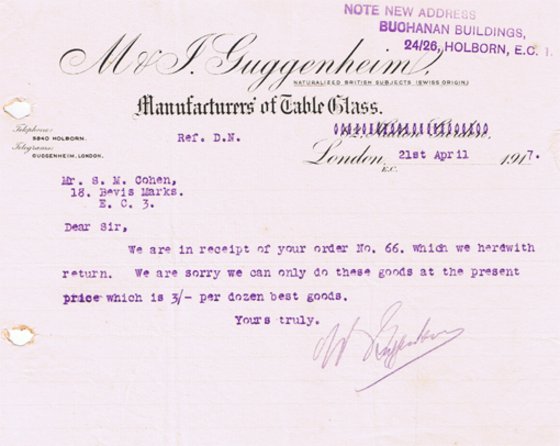 NOTE NEW ADDRESS
BUCHANAN BUILDINGS,
24/26, HOLBORN, E.C. 1.
M & J. Guggenheim.
NATURALIZED BRITISH SUBJECTS (SWISS ORIGIN)
Manufacturers of Table Glass.
Telephone:
5840 HOLBORN.
Telegrams:
GUGGENHEIM, LONDON.
Ref. D.N.
London, 21st April 1917.
E.C.
Mr. S. M. Cohen,
18. Bevis Marks.
E. C. 3.
Dear Sir,
We are in receipt of your order No. 66. which we herdwith
return. We are sorry we can only do these goods at the present
price which is 3/- per dozen best goods.
Yours truly.